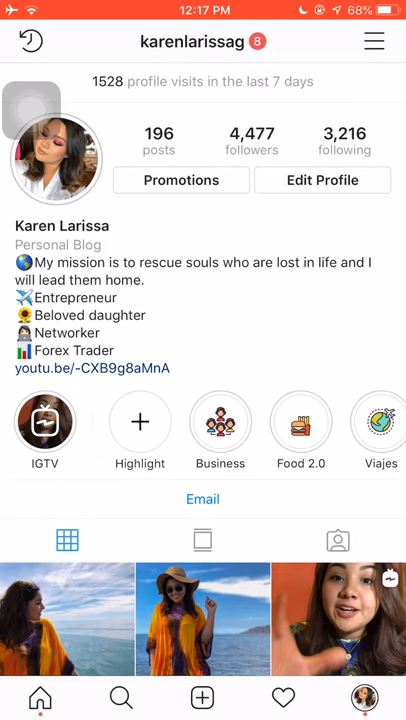 12:17 PM
68%
karenlarissag 8
1528 profile visits in the last 7 days
196 4,477 3,216
posts followers following
Promotions Edit Profile
Karen Larissa
Personal Blog
🌎My mission is to rescue souls who are lost in life and I
will lead them home.
✈️Entrepreneur
🌻Beloved daughter
👩🏻‍💻Networker
📊Forex Trader
youtu.be/-CXB9g8aMnA
IGTV Highlight Business Food 2.0 Viajes
Email